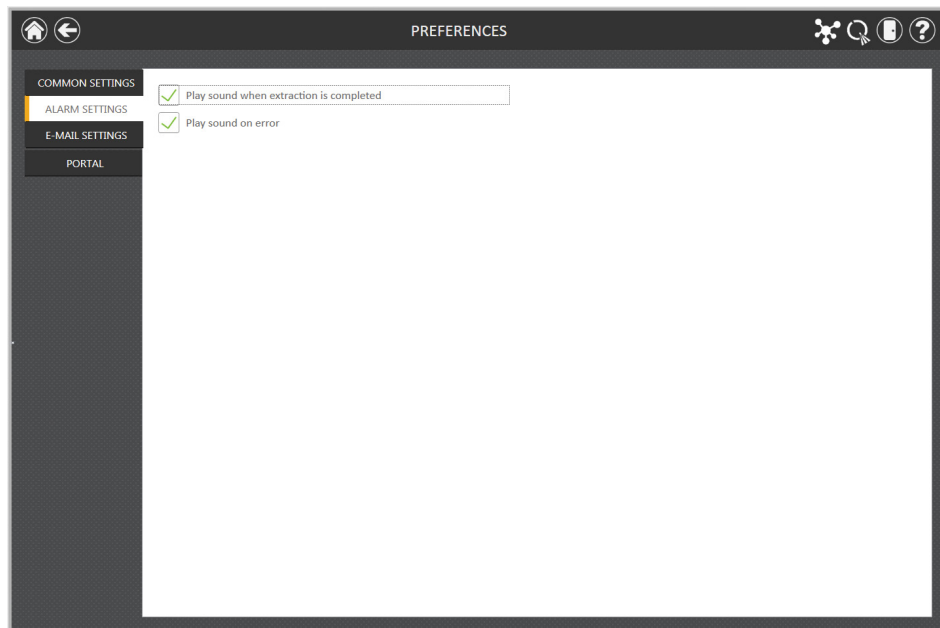 PREFERENCES
?
COMMON SETTINGS
ALARM SETTINGS
E-MAIL SETTINGS
PORTAL
Play sound when extraction is completed
Play sound on error